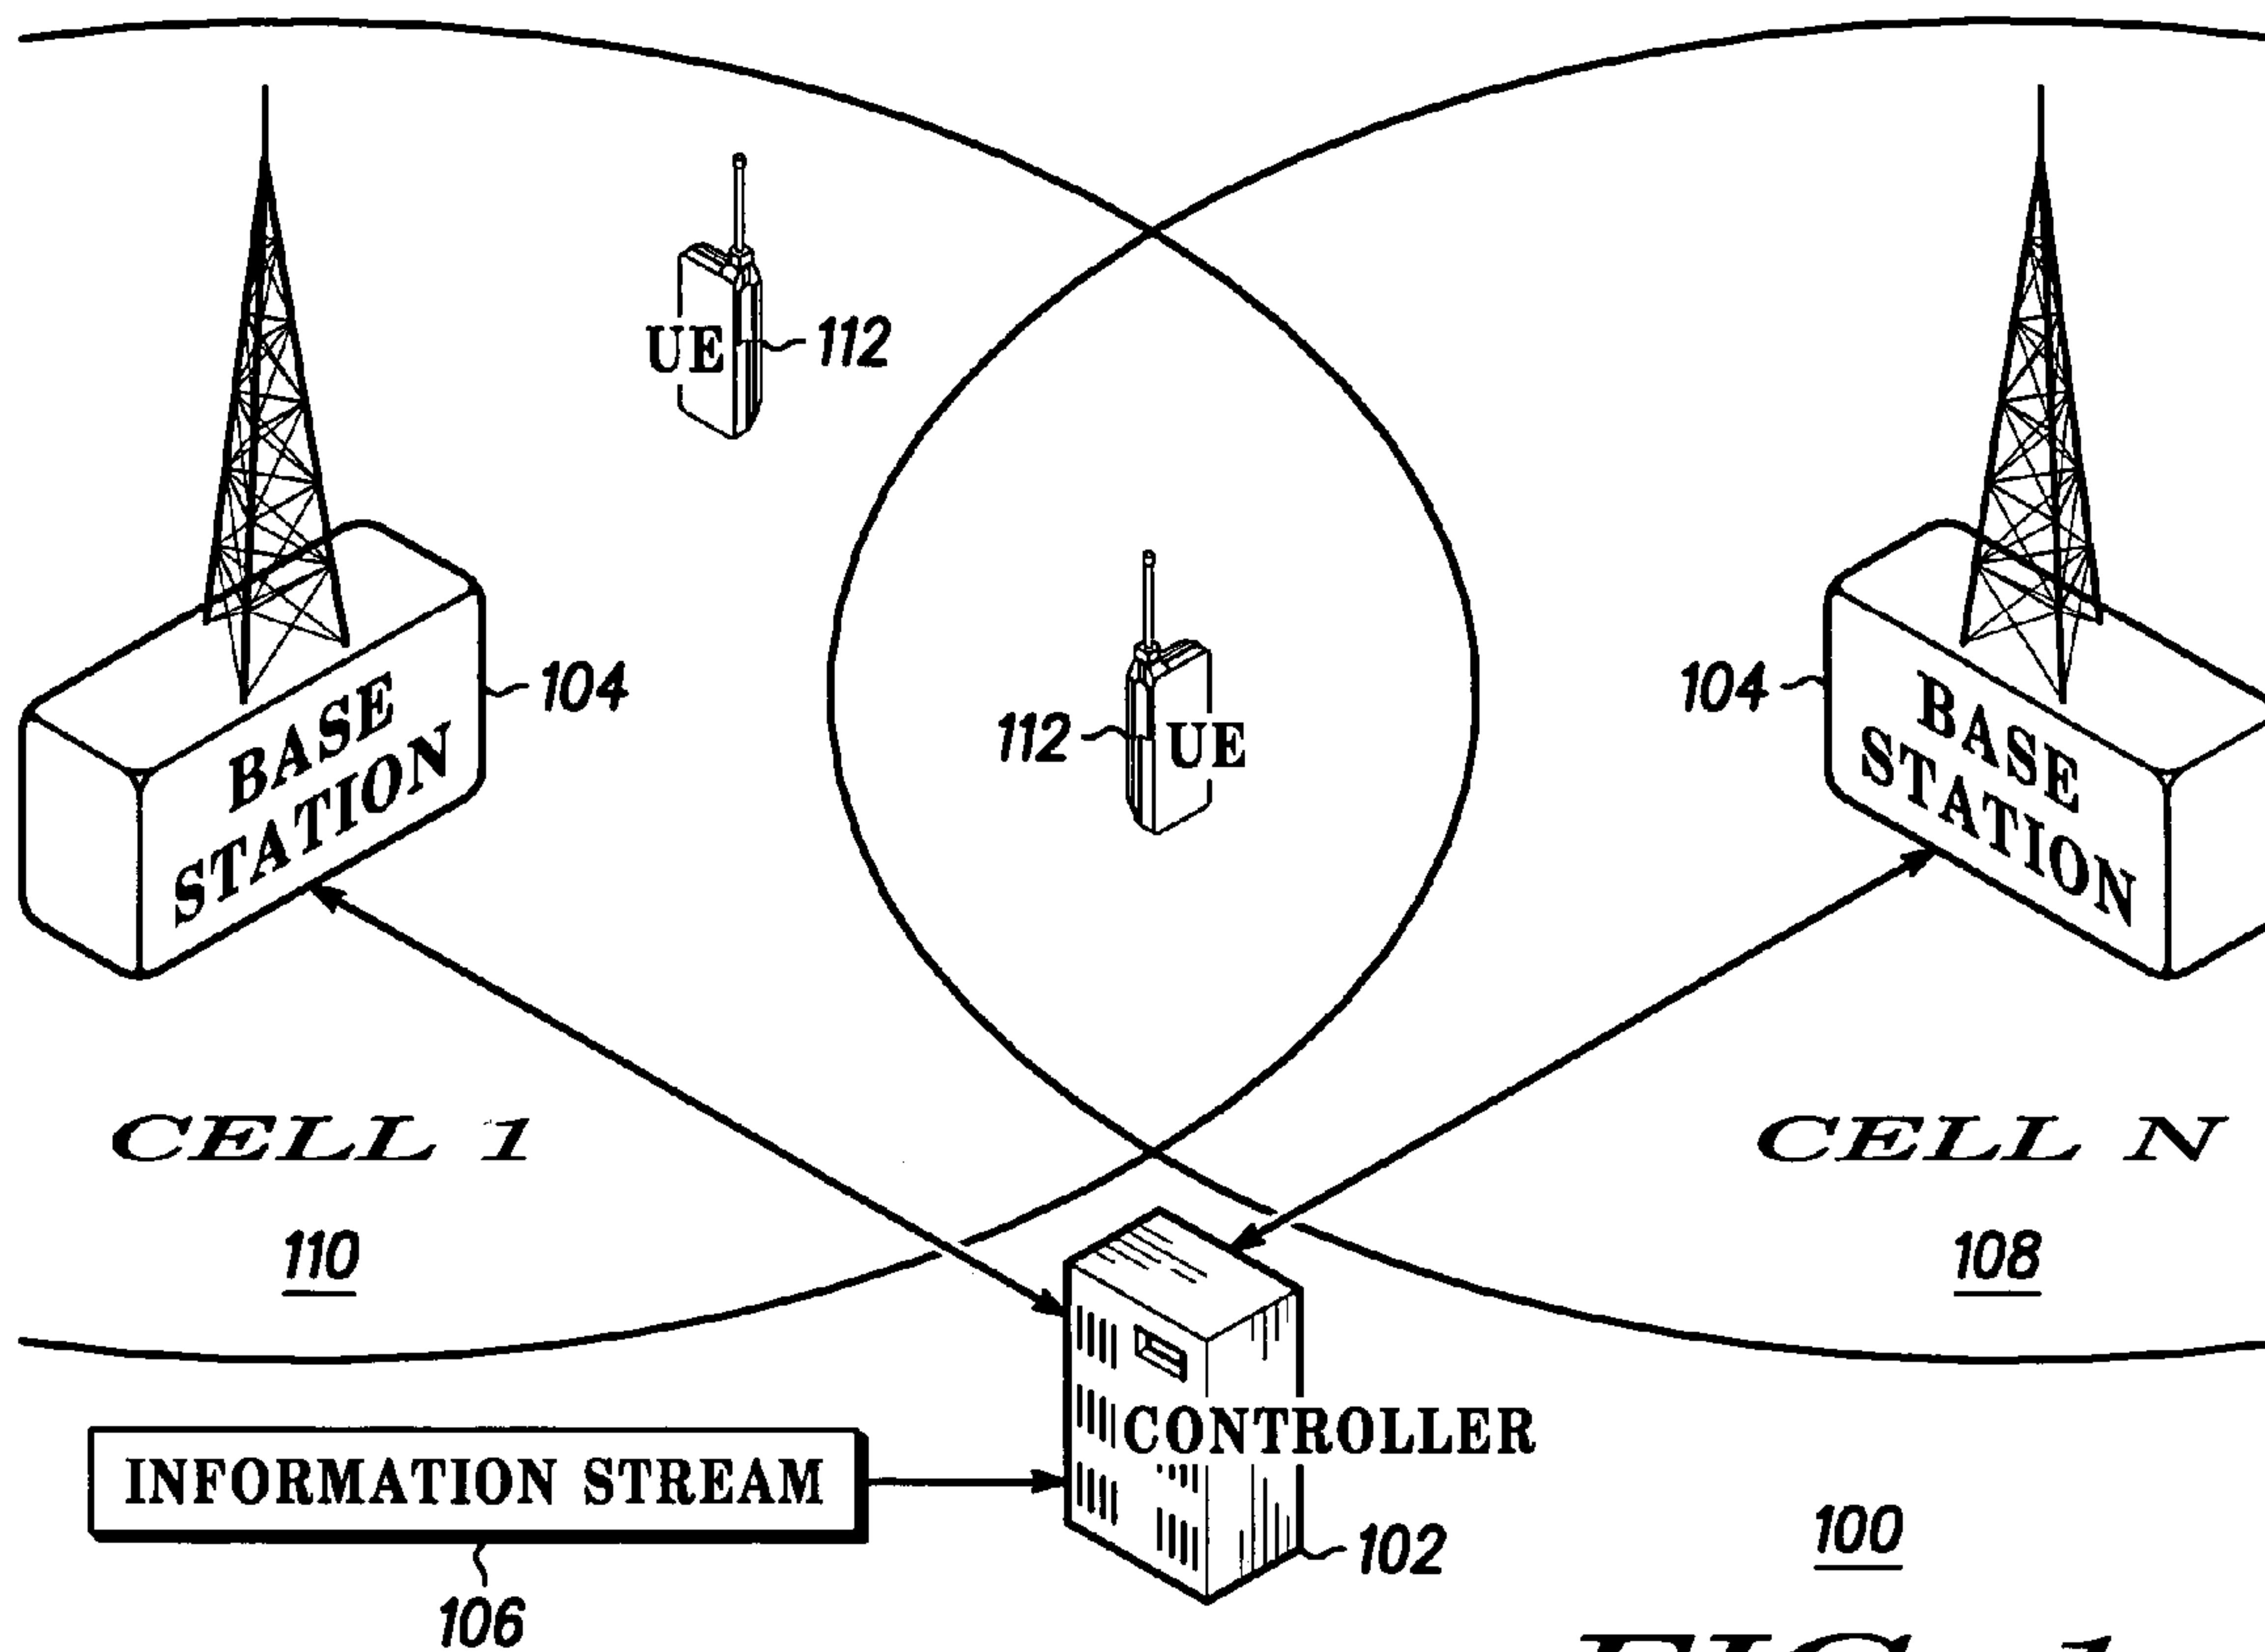 UE
112
104
BASE
STATION
112
UE
104
BASE
STATION
CELL 1
110
CELL N
108
CONTROLLER
INFORMATION STREAM
102
100
106